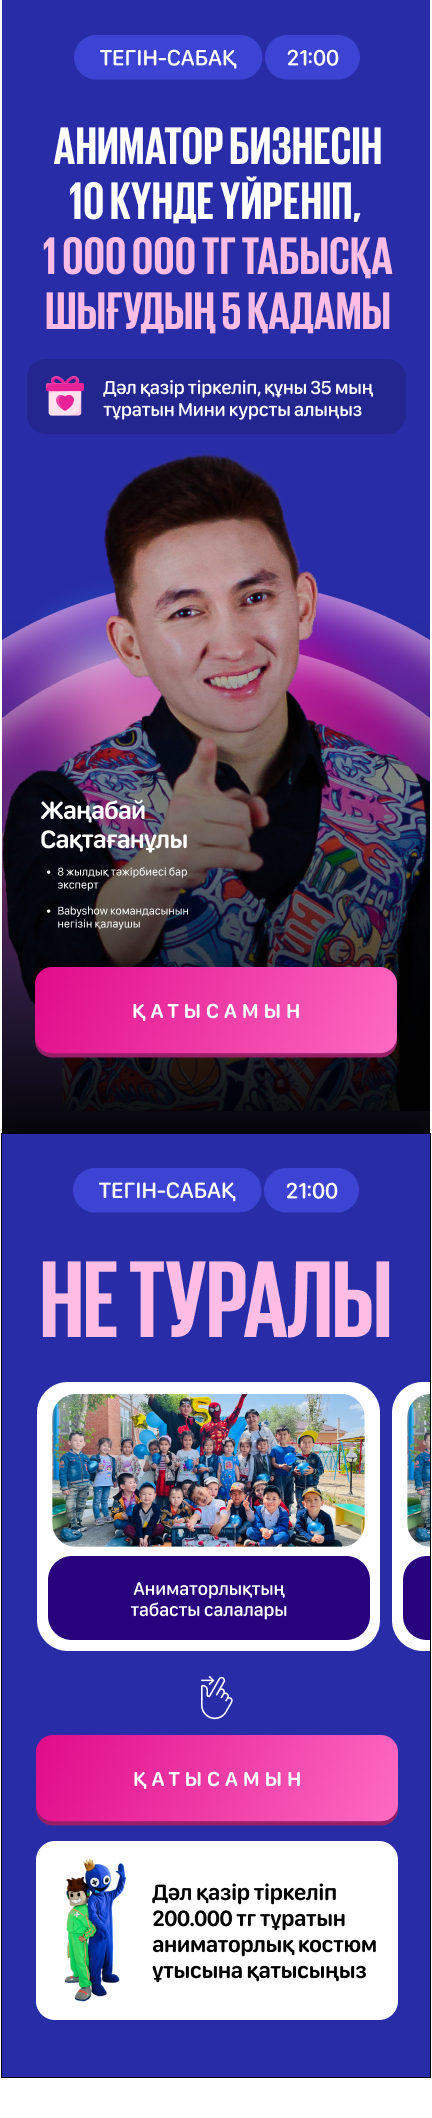 ТЕГІН-САБАҚ 21:00
АНИМАТОР БИЗНЕСІН
10 КҮНДЕ ҮЙРЕНІП,
1 000 000 ТГ ТАБЫСҚА
ШЫҒУДЫҢ 5 ҚАДАМЫ
Дәл қазір тіркеліп, құны 35 мың
тұратын Мини курсты алыңыз
Жаңабай
Сақтағанұлы
• 8 жылдық тәжірбиесі бар
эксперт
• Babyshow командасынын
негізін қалаушы
ҚАТЫСАМЫН
ТЕГІН-САБАҚ 21:00
НЕ ТУРАЛЫ
Аниматорлықтың
табасты салалары
ҚАТЫСАМЫН
Дәл қазір тіркеліп
200.000 тг тұратын
аниматорлық костюм
ұтысына қатысыңыз